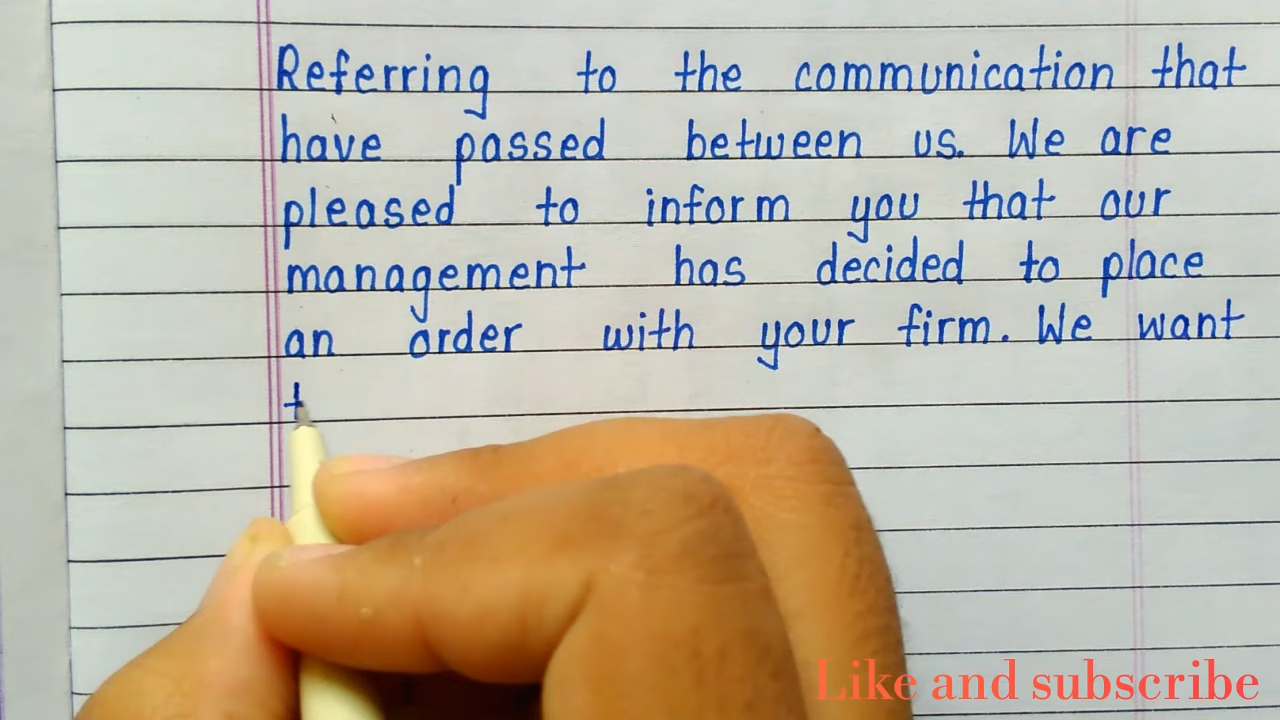 Referring to the communication that
have passed between us. We are
pleased to inform you that our
management has decided to place
an order with your firm. We want
t
Like and subscribe